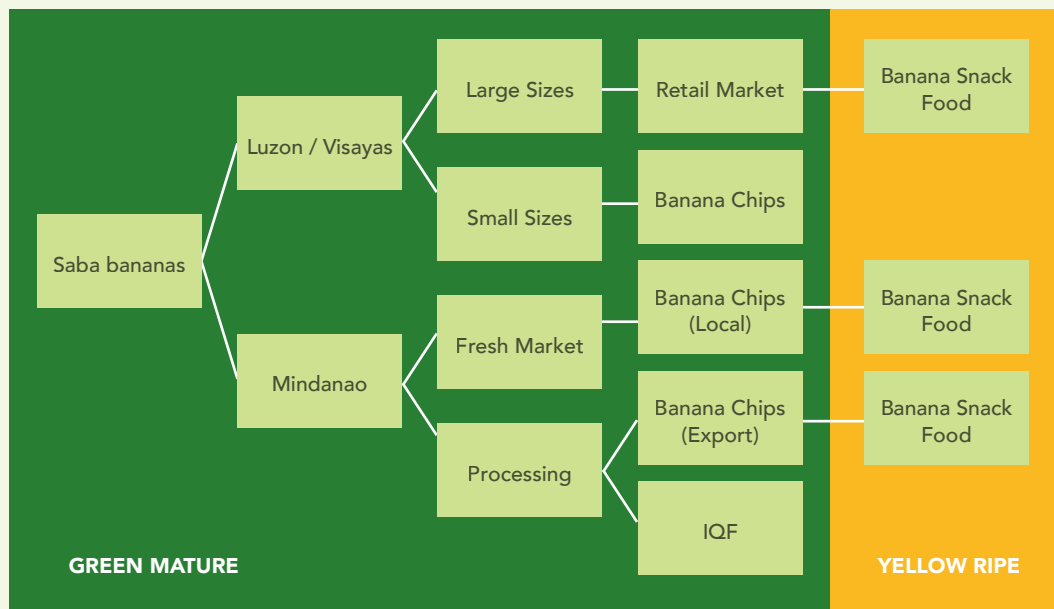 Saba bananas
Luzon / Visayas
Mindanao
Large Sizes
Small Sizes
Fresh Market
Processing
Retail Market
Banana Chips
Banana Chips
(Local)
Banana Chips
(Export)
IQF
Banana Snack
Food
Banana Snack
Food
Banana Snack
Food
GREEN MATURE
YELLOW RIPE